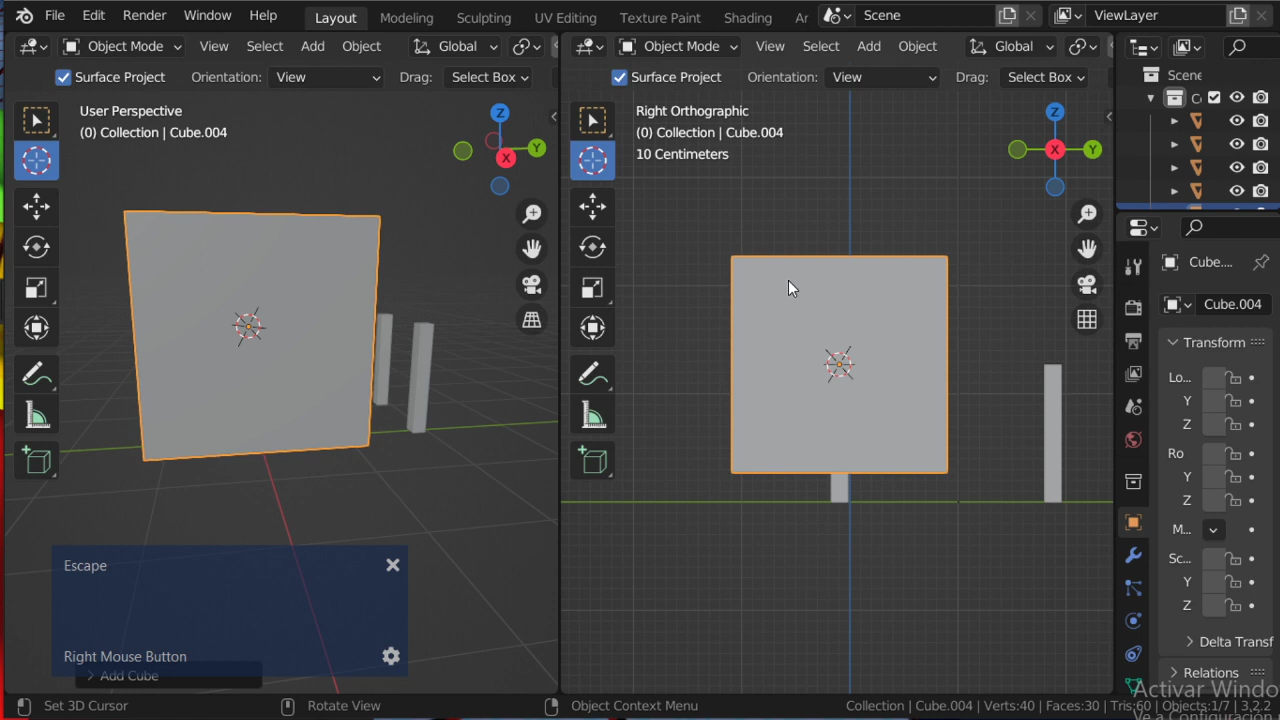 File Edit Render Window Help Layout Modeling Sculpting UV Editing Texture Paint Shading Ar Scene ViewLayer
Object Mode View Select Add Object Global
Object Mode View Select Add Object Global
Surface Project Orientation: View Drag: Select Box
Surface Project Orientation: View Drag: Select Box
User Perspective
(0) Collection | Cube.004
Z
Y
X
Right Orthographic
(0) Collection | Cube.004
10 Centimeters
Z
X
Y
Scene
C
Cube....
Cube.004
Transform
Lo...
Y
Z
Ro
Y
Z
M...
Sc...
Y
Z
Delta Transf
Relations
Escape
Right Mouse Button
Add Cube
Activar Windo
Set 3D Cursor Rotate View Object Context Menu Collection | Cube.004 | Verts:40 | Faces:30 | Tris:60 | Objects:1/7 | 3.2.2